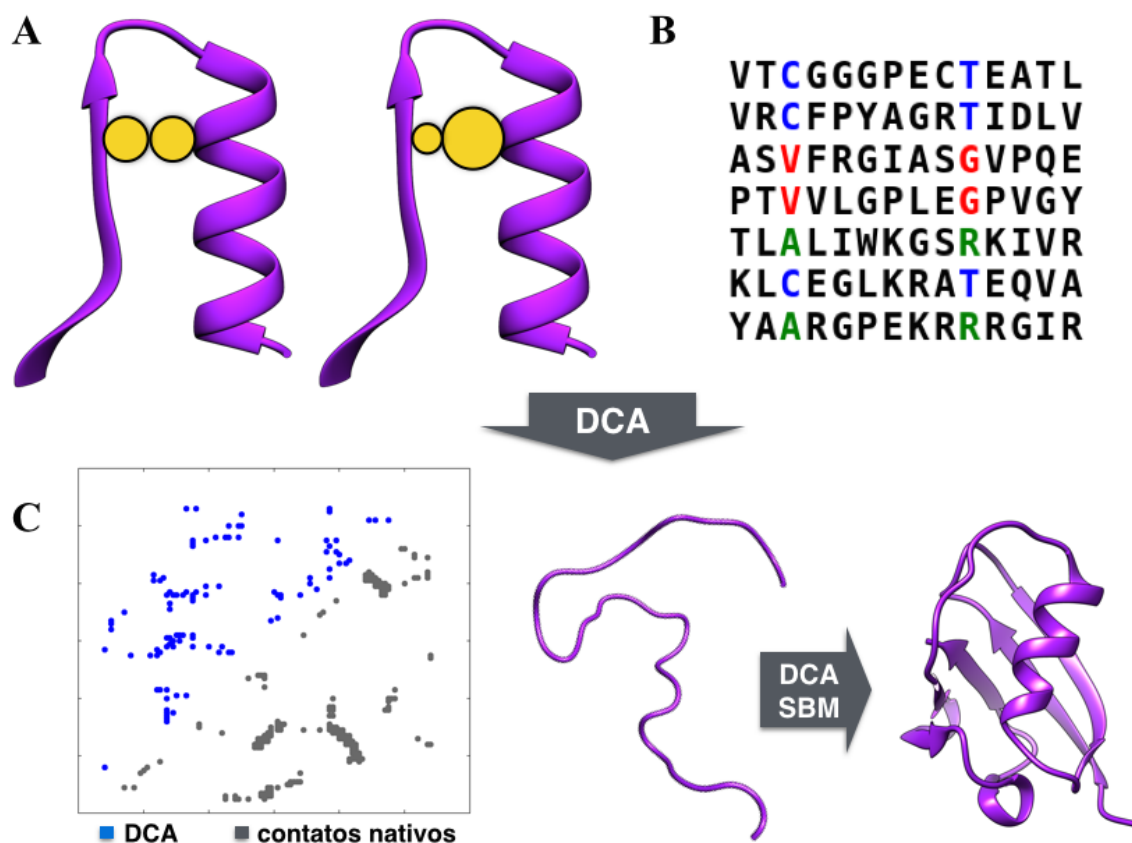 A
B
VTCGGGPECTEATL
VRCFPYAGRTIDLV
ASVFRGIASGVPQE
PTVVLGPLEGPVGY
TLALIWKGSRKIVR
KLCEGLKRATEQVA
YAARGPEKRRRGIR
DCA
C
DCA
SBM
DCA
contatos nativos